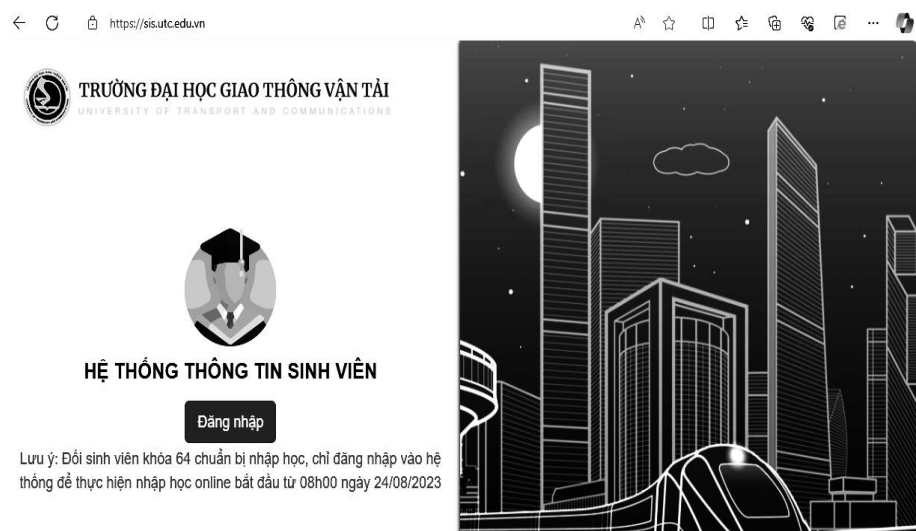 https://sis.utc.edu.vn
TRƯỜNG ĐẠI HỌC GIAO THÔNG VẬN TẢI
UNIVERSITY OF TRANSPORT AND COMMUNICATIONS
HỆ THỐNG THÔNG TIN SINH VIÊN
Đăng nhập
Lưu ý: Đối sinh viên khóa 64 chuẩn bị nhập học, chỉ đăng nhập vào hệ
thống để thực hiện nhập học online bắt đầu từ 08h00 ngày 24/08/2023